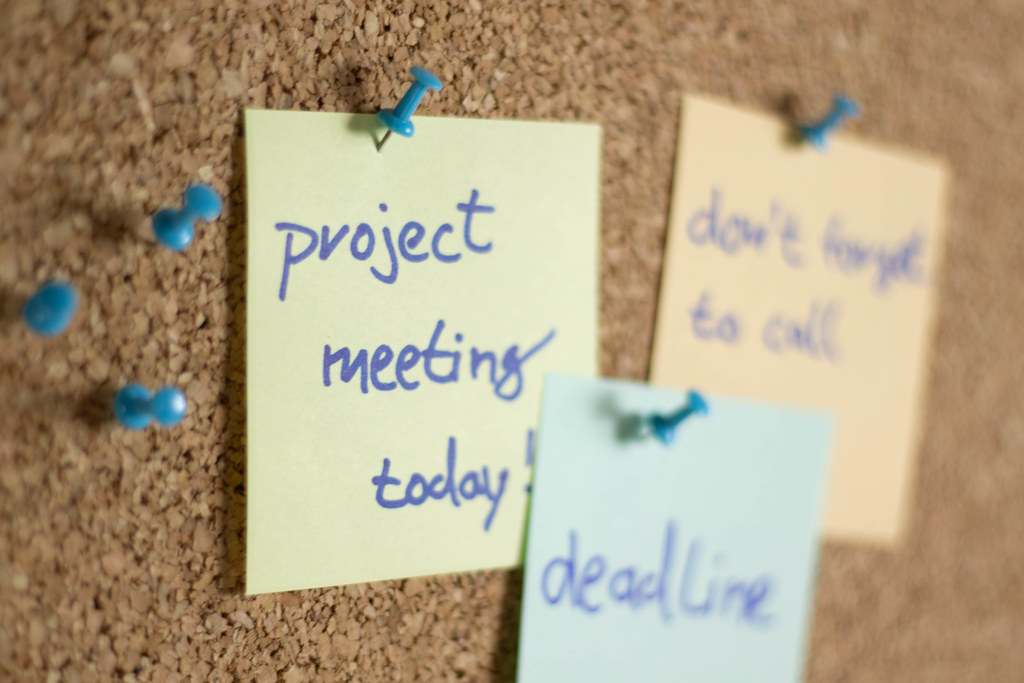 project
meeting
today!
don't forget
to call
deadline